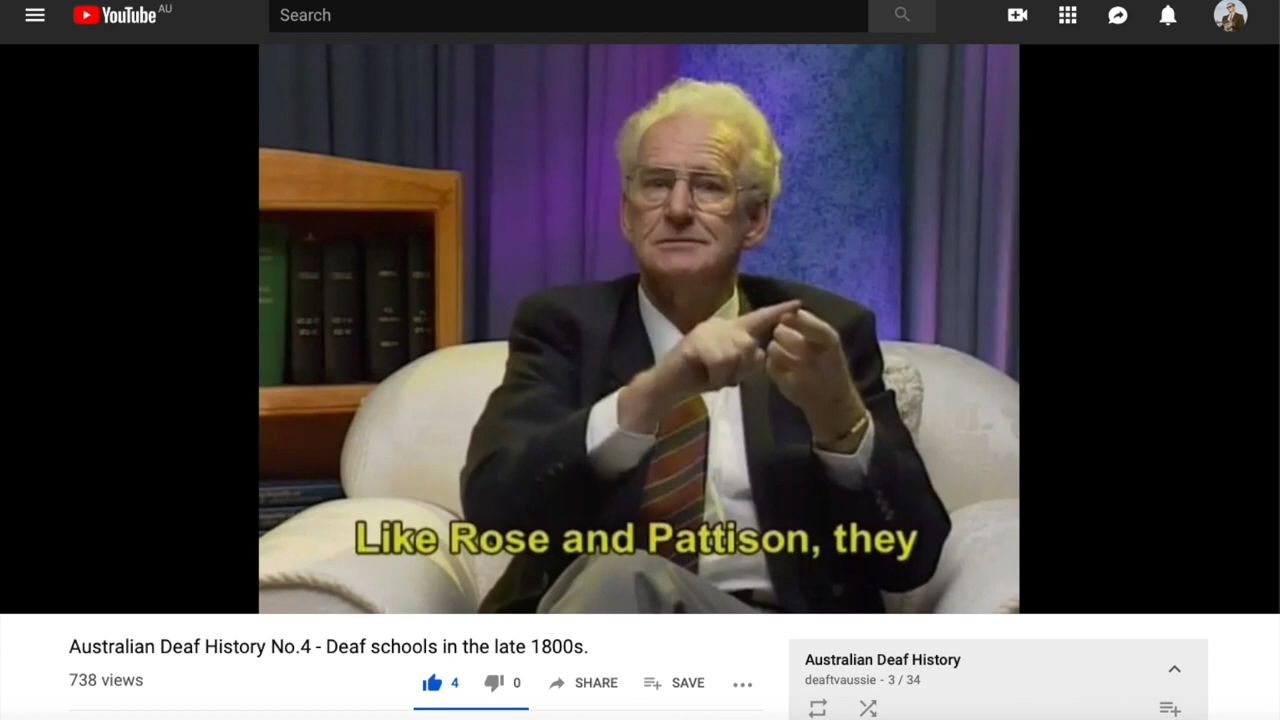 YouTube AU
Search
Like Rose and Pattison, they
Australian Deaf History No.4 - Deaf schools in the late 1800s.
738 views
4
0
SHARE
SAVE
Australian Deaf History
deaftvaussie - 3 / 34